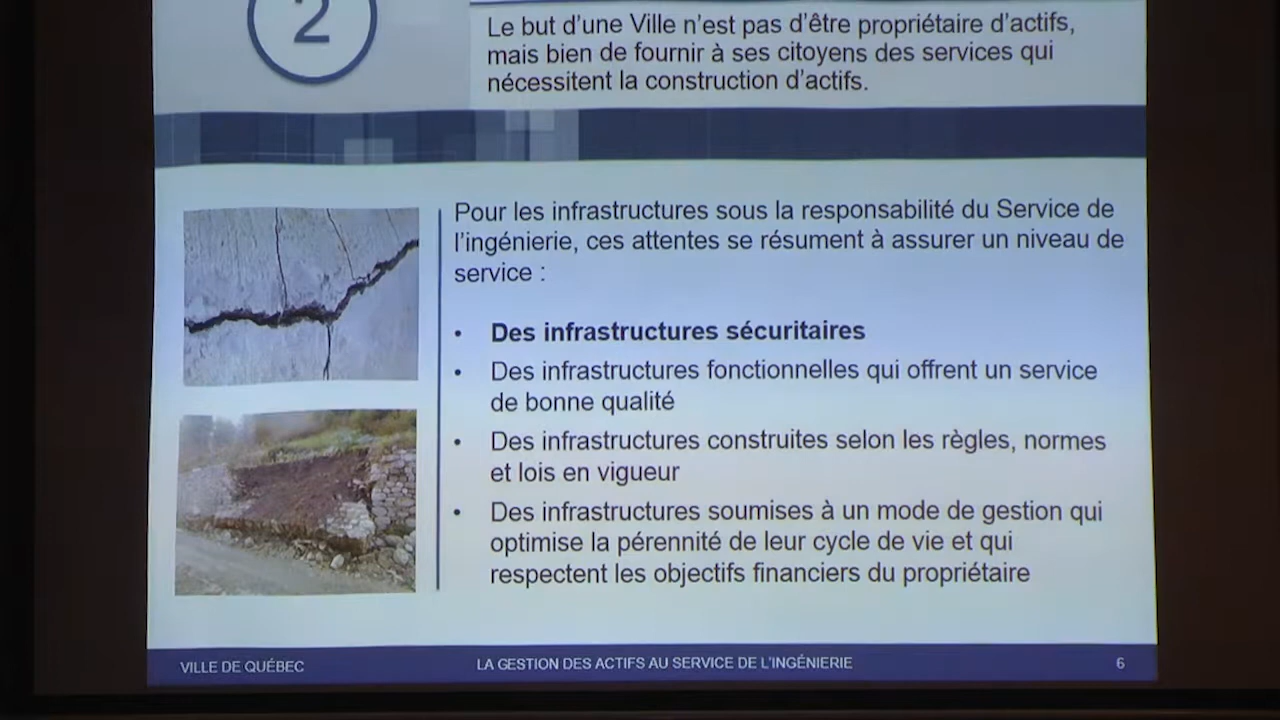 2
Le but d'une Ville n'est pas d'être propriétaire d'actifs,
mais bien de fournir à ses citoyens des services qui
nécessitent la construction d'actifs.
Pour les infrastructures sous la responsabilité du Service de
l'ingénierie, ces attentes se résument à assurer un niveau de
service :
• Des infrastructures sécuritaires
• Des infrastructures fonctionnelles qui offrent un service
de bonne qualité
• Des infrastructures construites selon les règles, normes
et lois en vigueur
• Des infrastructures soumises à un mode de gestion qui
optimise la pérennité de leur cycle de vie et qui
respectent les objectifs financiers du propriétaire
VILLE DE QUÉBEC LA GESTION DES ACTIFS AU SERVICE DE L'INGÉNIERIE 6